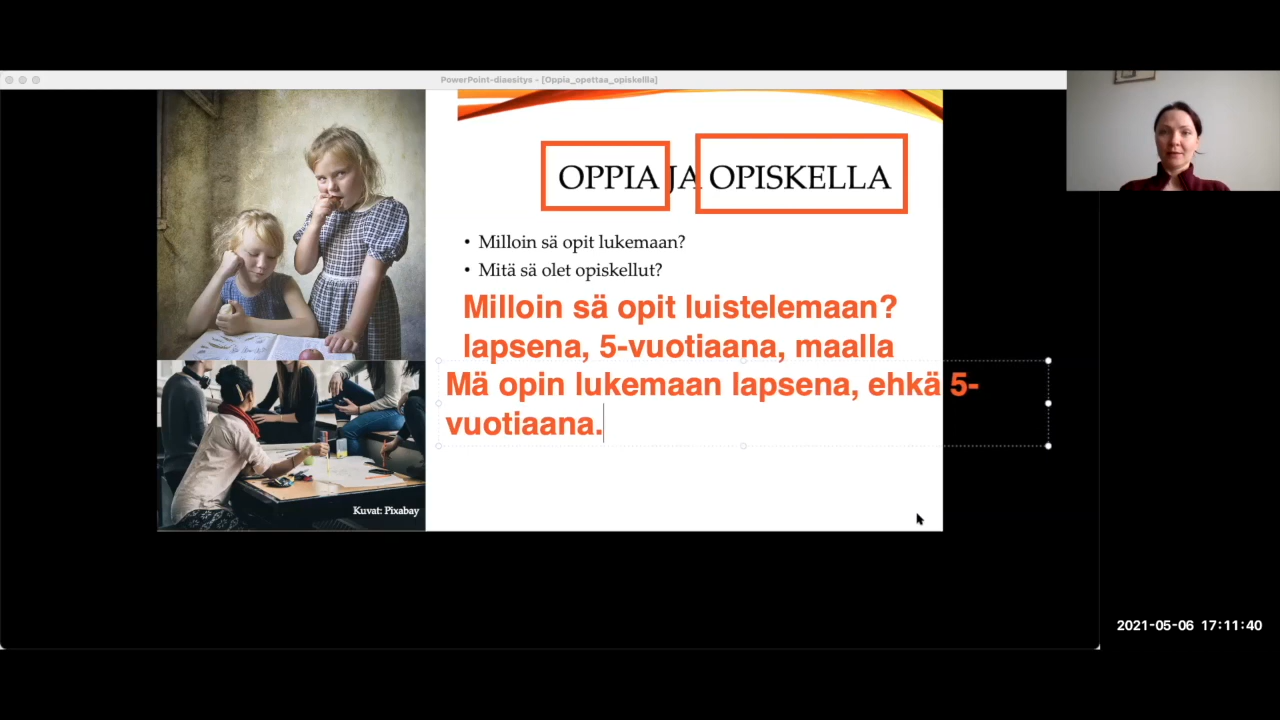 PowerPoint-diaesitys - [Oppia_opettaa_opiskellla]
OPPIA JA OPISKELLA
• Milloin sä opit lukemaan?
• Mitä sä olet opiskellut?
Milloin sä opit luistelemaan?
lapsena, 5-vuotiaana, maalla
Mä opin lukemaan lapsena, ehkä 5-
vuotiaana.
Kuvat: Pixabay
2021-05-06 17:11:40